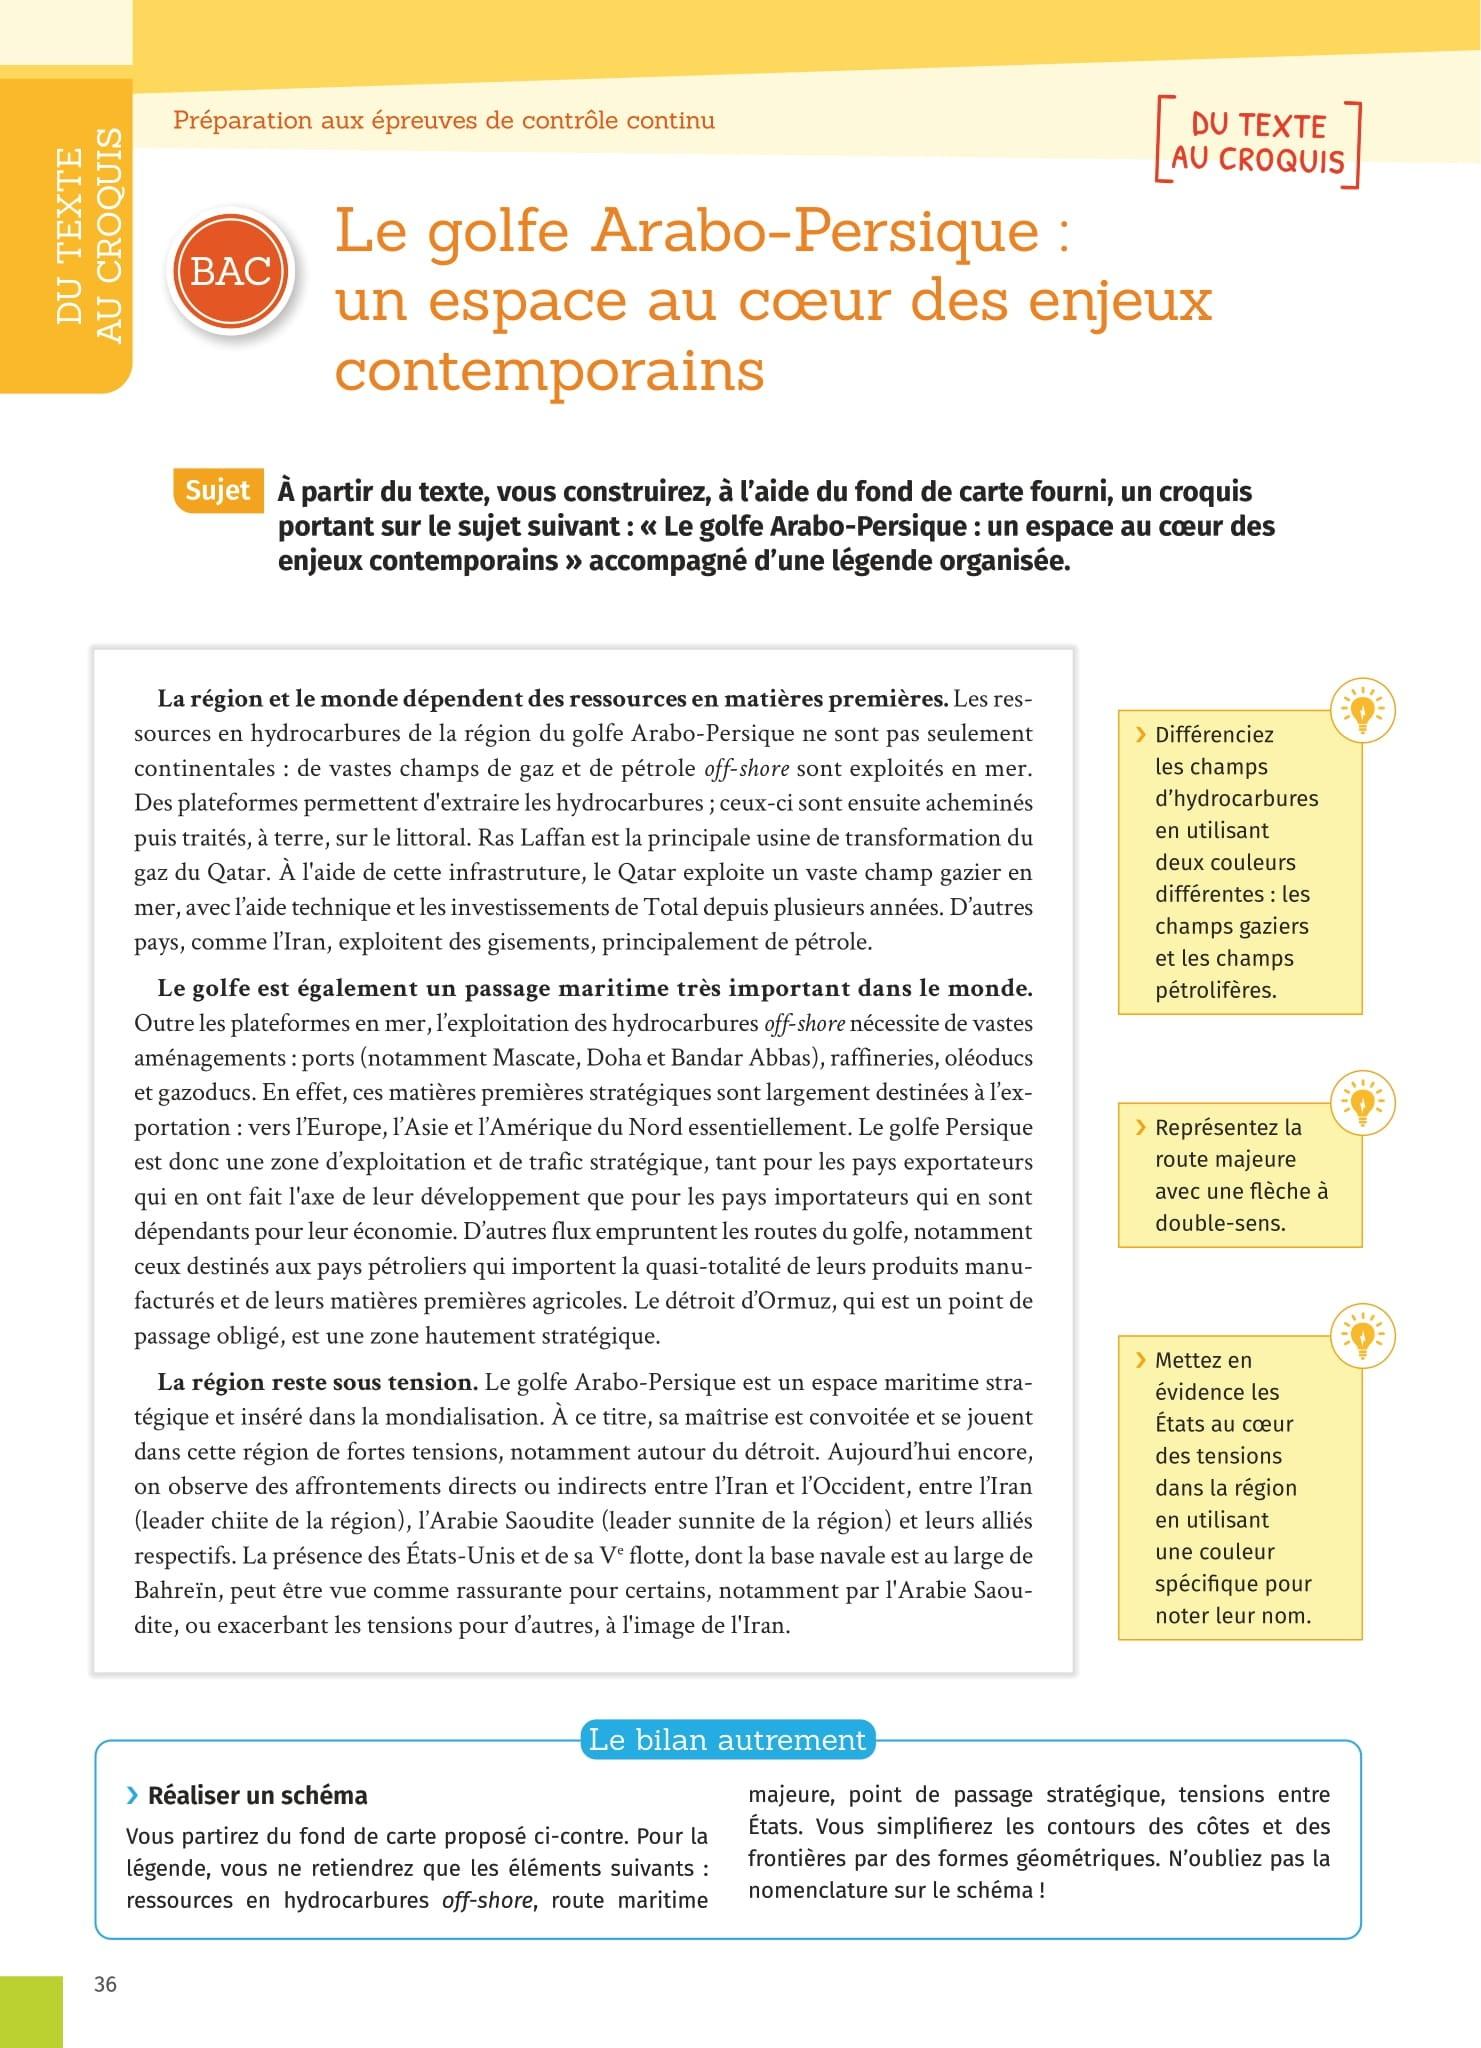 DU TEXTE
AU CROQUIS
Préparation aux épreuves de contrôle continu
DU TEXTE
AU CROQUIS
BAC
Le golfe Arabo-Persique :
un espace au cœur des enjeux
contemporains
Sujet
À partir du texte, vous construirez, à l’aide du fond de carte fourni, un croquis
portant sur le sujet suivant : « Le golfe Arabo-Persique : un espace au cœur des
enjeux contemporains » accompagné d’une légende organisée.
La région et le monde dépendent des ressources en matières premières. Les res-
sources en hydrocarbures de la région du golfe Arabo-Persique ne sont pas seulement
continentales : de vastes champs de gaz et de pétrole off-shore sont exploités en mer.
Des plateformes permettent d'extraire les hydrocarbures ; ceux-ci sont ensuite acheminés
puis traités, à terre, sur le littoral. Ras Laffan est la principale usine de transformation du
gaz du Qatar. À l'aide de cette infrastruture, le Qatar exploite un vaste champ gazier en
mer, avec l’aide technique et les investissements de Total depuis plusieurs années. D’autres
pays, comme l’Iran, exploitent des gisements, principalement de pétrole.
Le golfe est également un passage maritime très important dans le monde.
Outre les plateformes en mer, l’exploitation des hydrocarbures off-shore nécessite de vastes
aménagements : ports (notamment Mascate, Doha et Bandar Abbas), raffineries, oléoducs
et gazoducs. En effet, ces matières premières stratégiques sont largement destinées à l’ex-
portation : vers l’Europe, l’Asie et l’Amérique du Nord essentiellement. Le golfe Persique
est donc une zone d’exploitation et de trafic stratégique, tant pour les pays exportateurs
qui en ont fait l'axe de leur développement que pour les pays importateurs qui en sont
dépendants pour leur économie. D’autres flux empruntent les routes du golfe, notamment
ceux destinés aux pays pétroliers qui importent la quasi-totalité de leurs produits manu-
facturés et de leurs matières premières agricoles. Le détroit d’Ormuz, qui est un point de
passage obligé, est une zone hautement stratégique.
La région reste sous tension. Le golfe Arabo-Persique est un espace maritime stra-
tégique et inséré dans la mondialisation. À ce titre, sa maîtrise est convoitée et se jouent
dans cette région de fortes tensions, notamment autour du détroit. Aujourd’hui encore,
on observe des affrontements directs ou indirects entre l’Iran et l’Occident, entre l’Iran
(leader chiite de la région), l’Arabie Saoudite (leader sunnite de la région) et leurs alliés
respectifs. La présence des États-Unis et de sa Ve flotte, dont la base navale est au large de
Bahreïn, peut être vue comme rassurante pour certains, notamment par l'Arabie Saou-
dite, ou exacerbant les tensions pour d’autres, à l'image de l'Iran.
› Différenciez
les champs
d’hydrocarbures
en utilisant
deux couleurs
différentes : les
champs gaziers
et les champs
pétrolifères.
› Représentez la
route majeure
avec une flèche à
double-sens.
› Mettez en
évidence les
États au cœur
des tensions
dans la région
en utilisant
une couleur
spécifique pour
noter leur nom.
Le bilan autrement
› Réaliser un schéma
Vous partirez du fond de carte proposé ci-contre. Pour la
légende, vous ne retiendrez que les éléments suivants :
ressources en hydrocarbures off-shore, route maritime
majeure, point de passage stratégique, tensions entre
États. Vous simplifierez les contours des côtes et des
frontières par des formes géométriques. N’oubliez pas la
nomenclature sur le schéma !
36